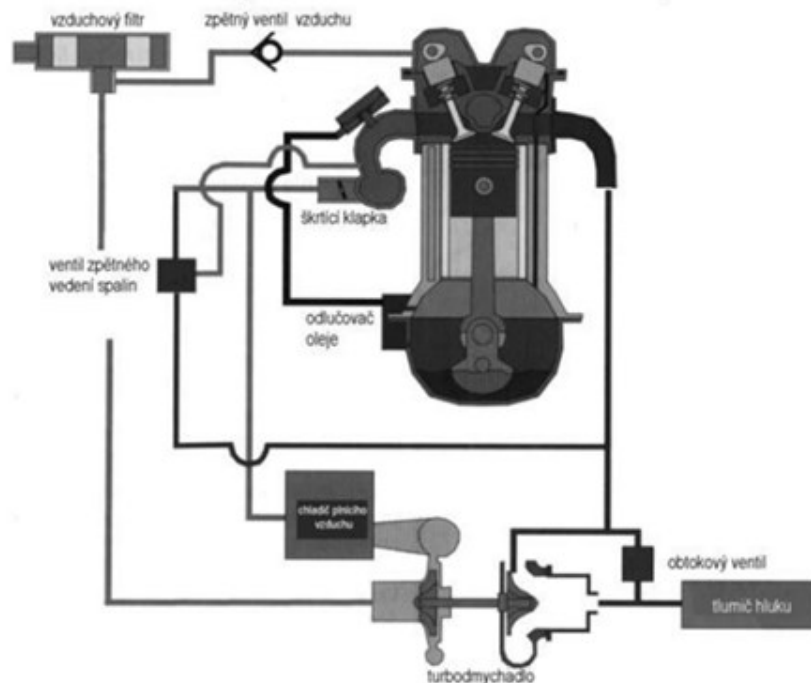 vzduchový filtr
zpětný ventil vzduchu
škrtící klapka
ventil zpětného
vedení spalin
odlučovač
oleje
chladič plnicího
vzduchu
obtokový ventil
tlumič hluku
turbodmychadlo